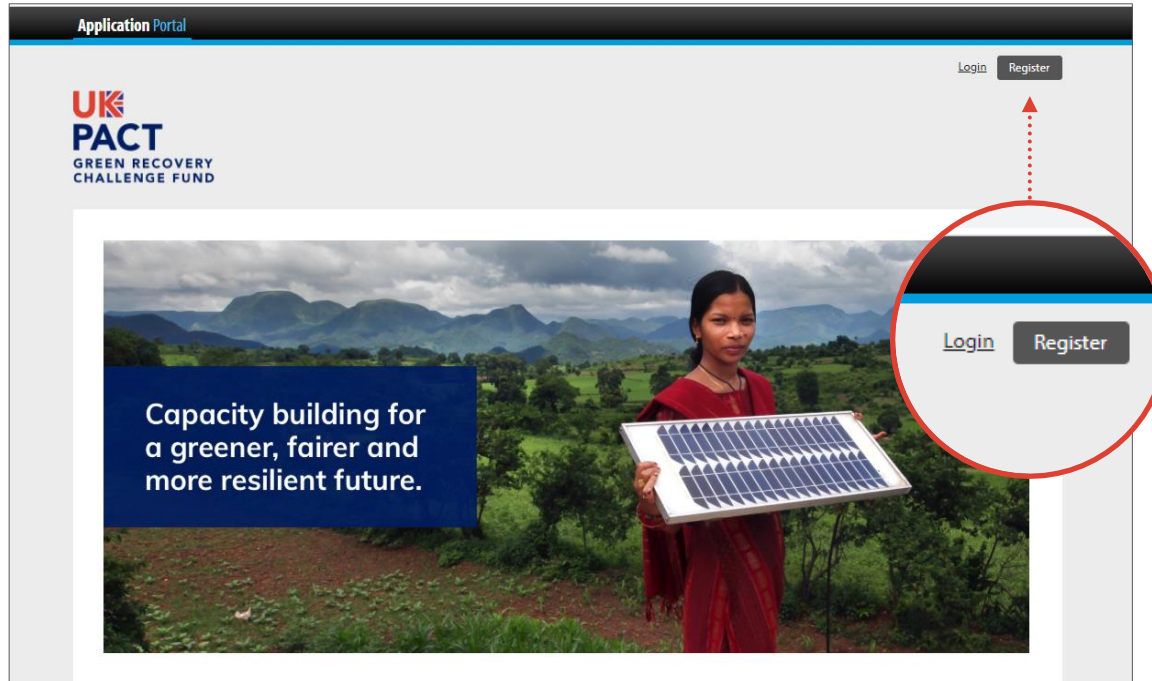 Application Portal
Login Register
UK
PACT
GREEN RECOVERY
CHALLENGE FUND
Login Register
Capacity building for
a greener, fairer and
more resilient future.